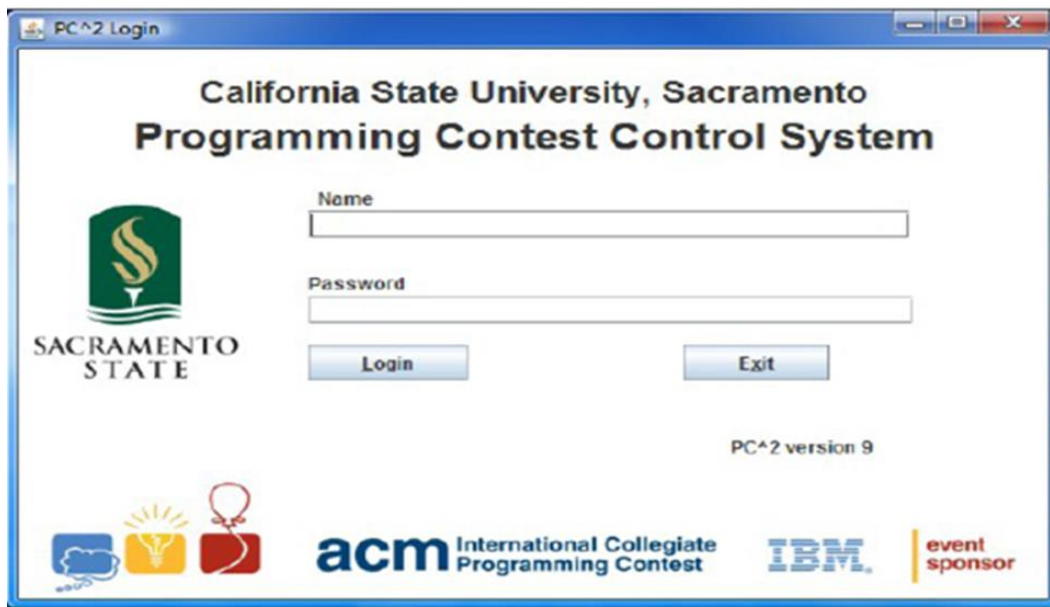 PC^2 Login
California State University, Sacramento
Programming Contest Control System
Name
Password
SACRAMENTO
STATE
Login
Exit
PC^2 version 9
acm International Collegiate
Programming Contest
IBM.
event
sponsor